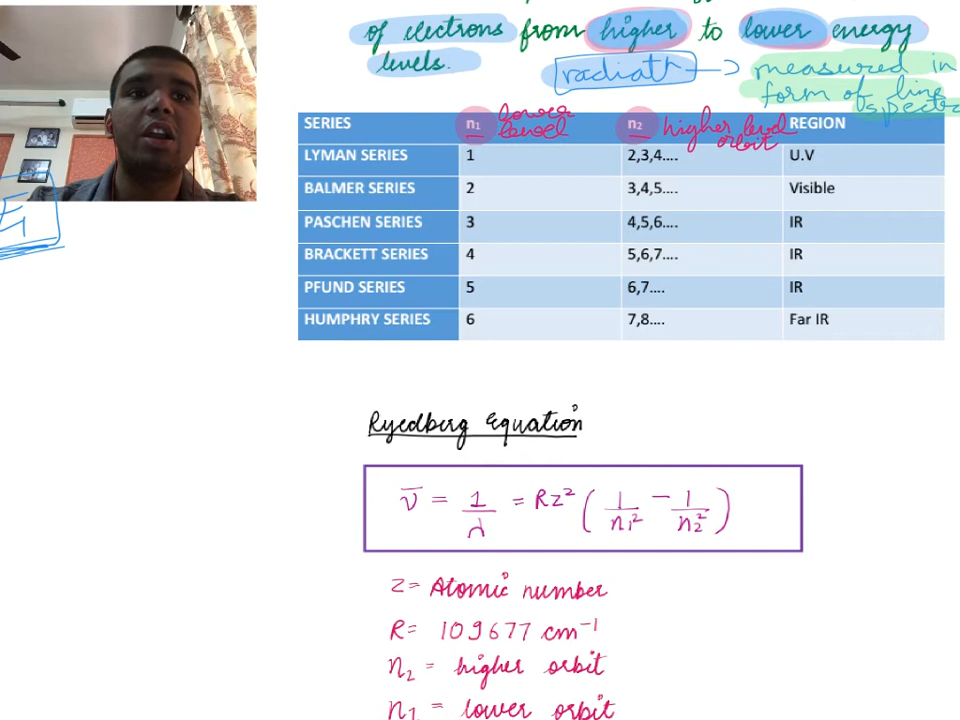 of electrons from higher to lower energy
levels.
radiath → measured in
form of line
spectra
SERIES n1 lower level n2 higher level orbit REGION
LYMAN SERIES 1 2,3,4.... U.V
BALMER SERIES 2 3,4,5.... Visible
PASCHEN SERIES 3 4,5,6.... IR
BRACKETT SERIES 4 5,6,7.... IR
PFUND SERIES 5 6,7.... IR
HUMPHRY SERIES 6 7,8.... Far IR
Ryedberg Equation
ν̅ = 1/λ = RZ² (1/n₁² − 1/n₂²)
Z = Atomic number
R = 109677 cm⁻¹
n₂ = higher orbit
n₁ = lower orbit